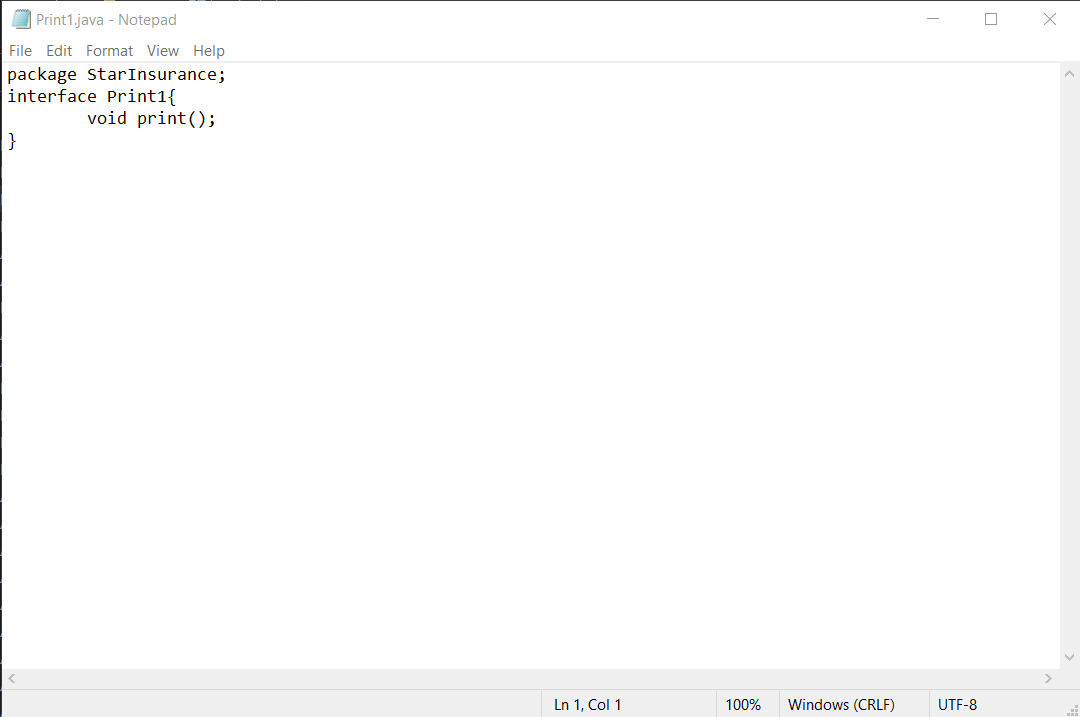 Print1.java - Notepad
File Edit Format View Help
package StarInsurance;
interface Print1{
        void print();
}
Ln 1, Col 1 100% Windows (CRLF) UTF-8